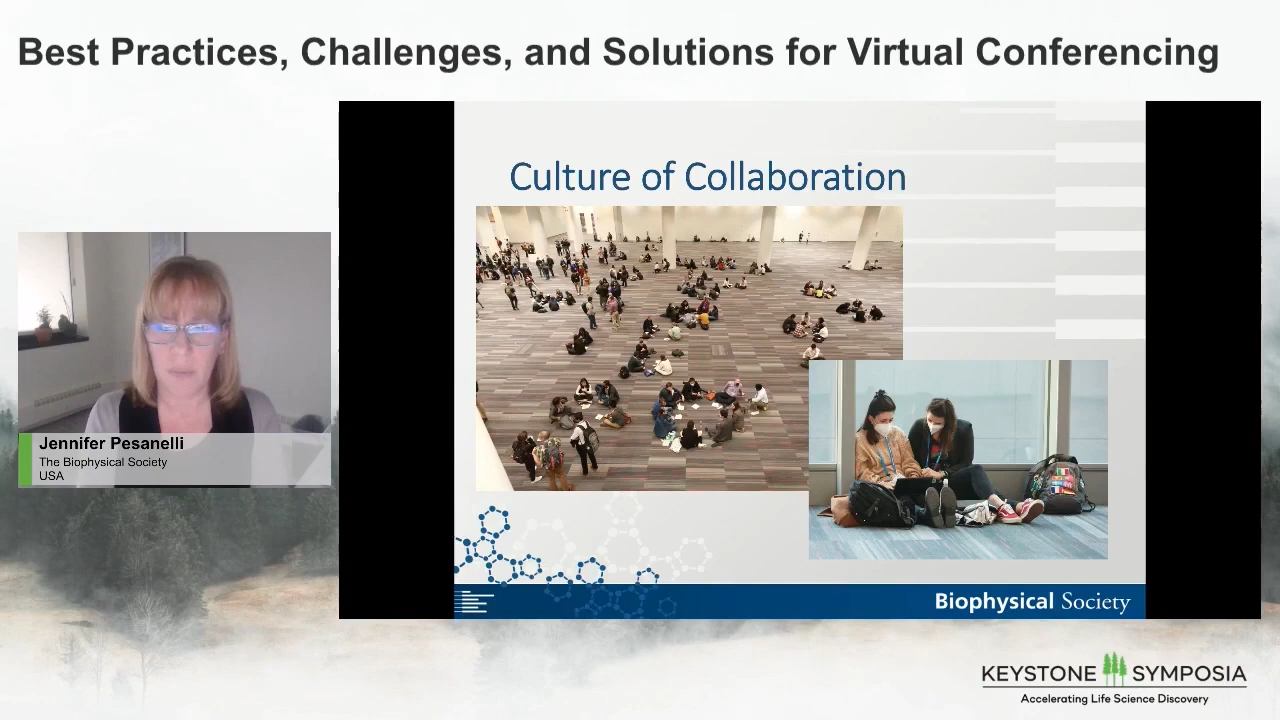 Best Practices, Challenges, and Solutions for Virtual Conferencing
Culture of Collaboration
Jennifer Pesanelli
The Biophysical Society
USA
Biophysical Society
KEYSTONE SYMPOSIA
Accelerating Life Science Discovery